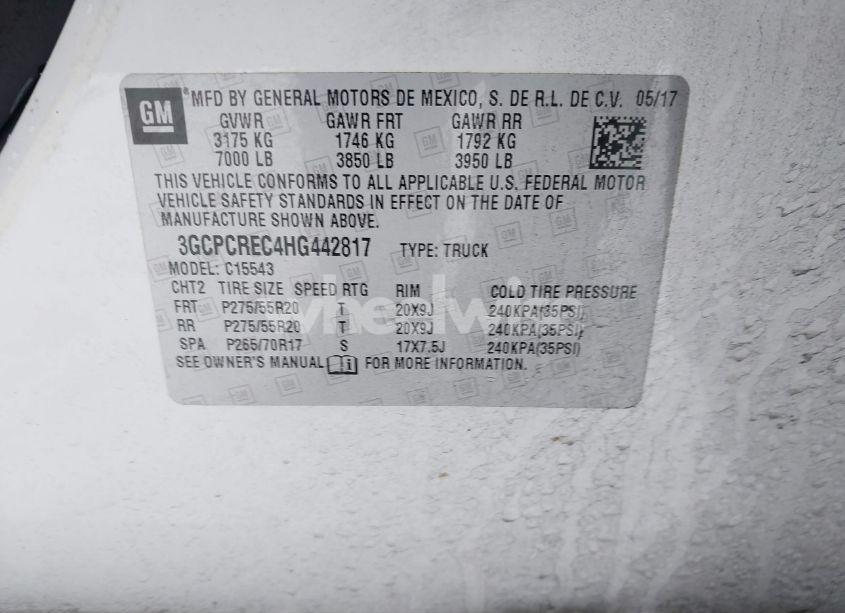 GM ® MFD BY GENERAL MOTORS DE MEXICO, S. DE R.L. DE C.V. 05/17
GVWR GAWR FRT GAWR RR
3175 KG 1746 KG 1792 KG
7000 LB 3850 LB 3950 LB
THIS VEHICLE CONFORMS TO ALL APPLICABLE U.S. FEDERAL MOTOR
VEHICLE SAFETY STANDARDS IN EFFECT ON THE DATE OF
MANUFACTURE SHOWN ABOVE.
3GCPCREC4HG442817 TYPE: TRUCK
MODEL: C15543
CHT2 TIRE SIZE SPEED RTG RIM COLD TIRE PRESSURE
FRT P275/55R20 T 20X9J 240KPA(35PSI)
RR P275/55R20 T 20X9J 240KPA(35PSI)
SPA P265/70R17 S 17X7.5J 240KPA(35PSI)
SEE OWNER'S MANUAL FOR MORE INFORMATION.